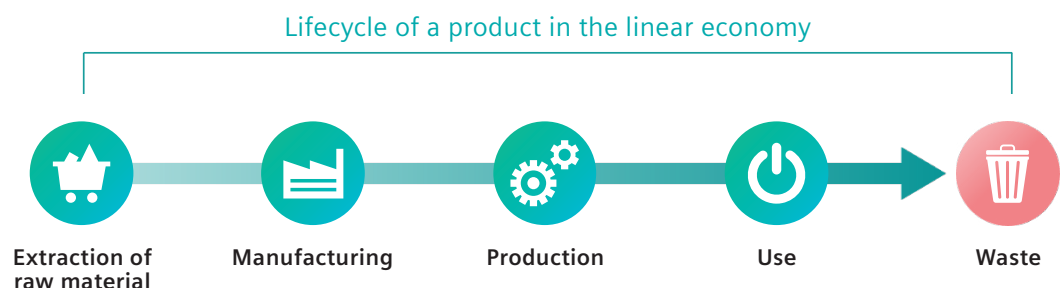 Lifecycle of a product in the linear economy
Extraction of
raw material
Manufacturing
Production
Use
Waste